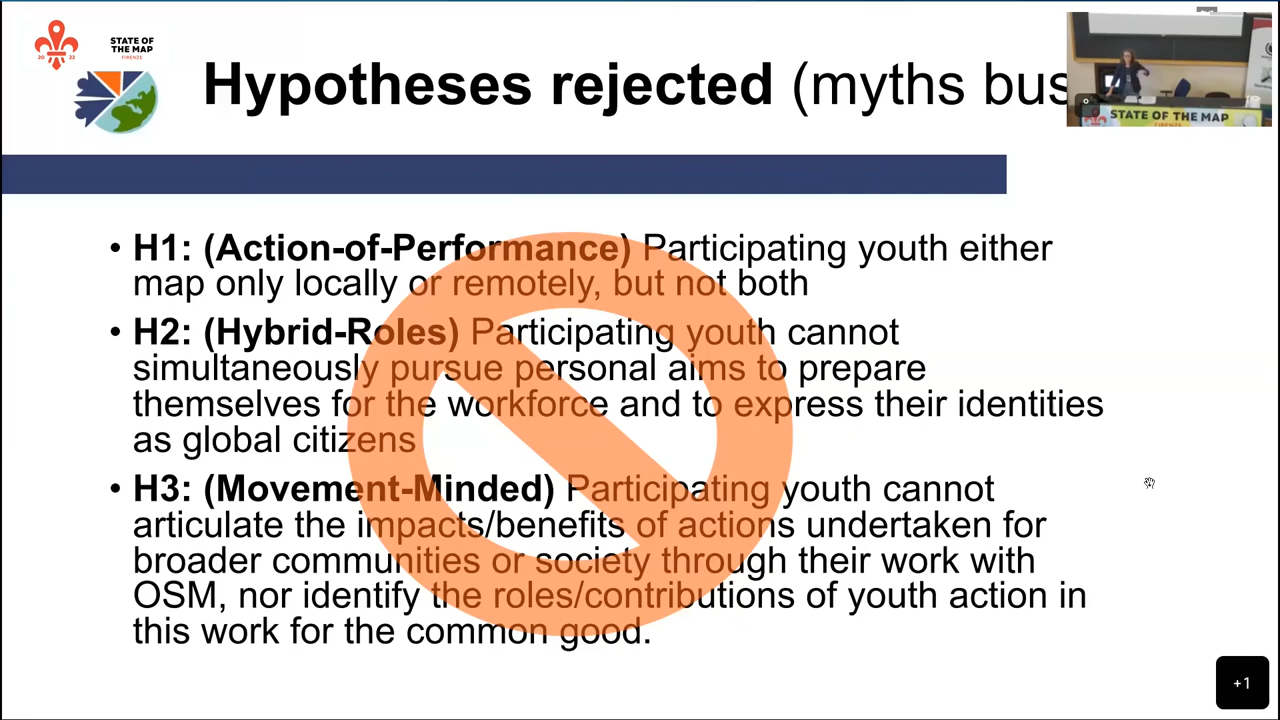 STATE OF
THE MAP
FIRENZE
20 22
Hypotheses rejected (myths bus
STATE OF THE MAP
FIRENZE
• H1: (Action-of-Performance) Participating youth either
map only locally or remotely, but not both
• H2: (Hybrid-Roles) Participating youth cannot
simultaneously pursue personal aims to prepare
themselves for the workforce and to express their identities
as global citizens
• H3: (Movement-Minded) Participating youth cannot
articulate the impacts/benefits of actions undertaken for
broader communities or society through their work with
OSM, nor identify the roles/contributions of youth action in
this work for the common good.
+1